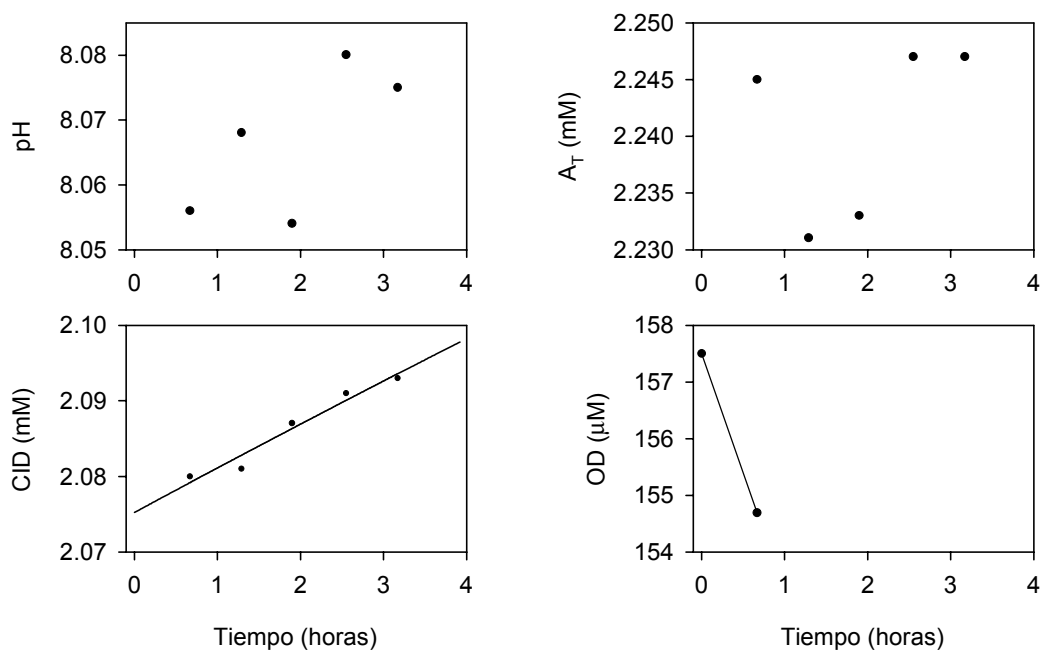 8.08
8.07
8.06
8.05
pH
0 1 2 3 4
2.250
2.245
2.240
2.235
2.230
A_T (mM)
0 1 2 3 4
2.10
2.09
2.08
2.07
CID (mM)
0 1 2 3 4
Tiempo (horas)
158
157
156
155
154
OD (μM)
0 1 2 3 4
Tiempo (horas)